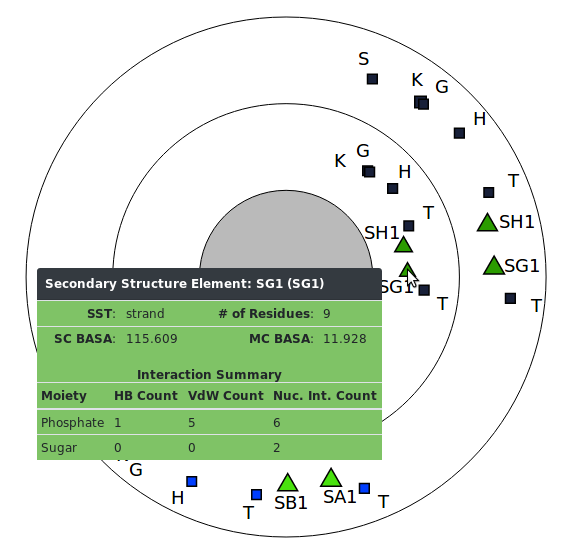 S
K G
H
K G H
T
T
SH1
SH1
SG1
SG1
T
T
Secondary Structure Element: SG1 (SG1)
SST: strand # of Residues: 9
SC BASA: 115.609 MC BASA: 11.928
Interaction Summary
Moiety HB Count VdW Count Nuc. Int. Count
Phosphate 1 5 6
Sugar 0 0 2
G
H
T
SB1
SA1
T